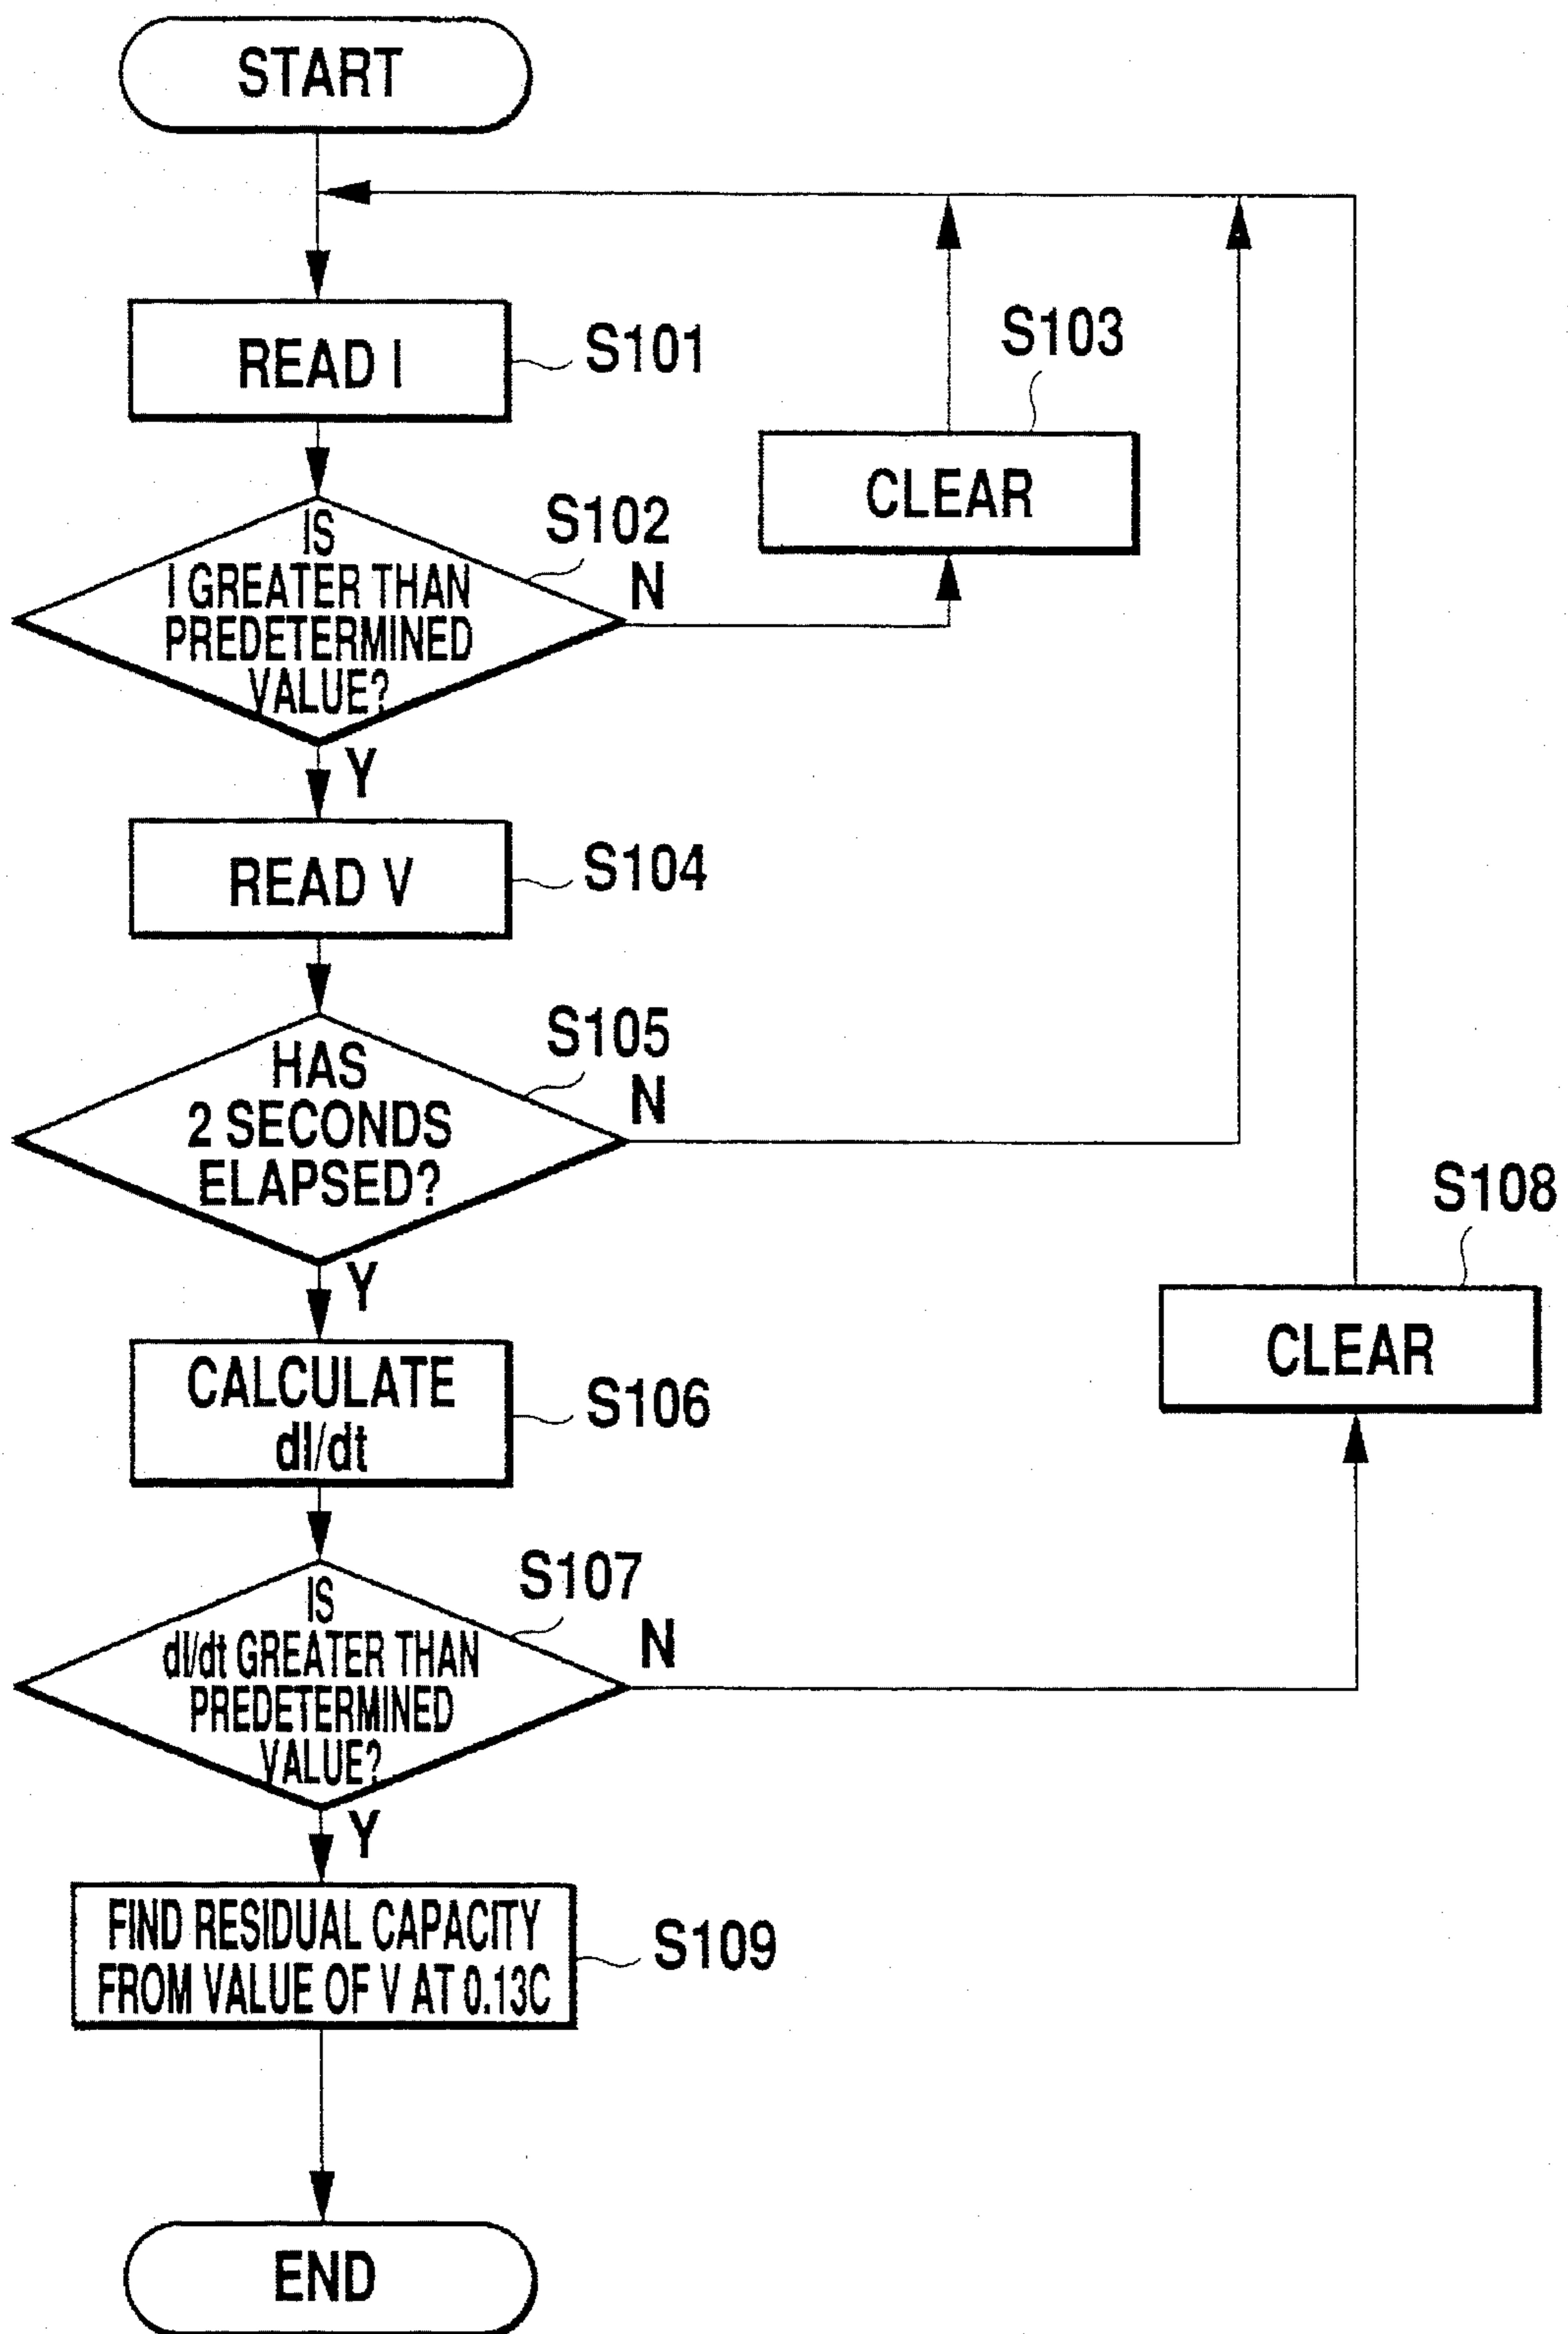 START
READ I
S101
S103
CLEAR
S102
IS
I GREATER THAN
PREDETERMINED
VALUE?
N
Y
READ V
S104
S105
HAS
2 SECONDS
ELAPSED?
N
Y
S108
CLEAR
CALCULATE
dI/dt
S106
S107
IS
dI/dt GREATER THAN
PREDETERMINED
VALUE?
N
Y
FIND RESIDUAL CAPACITY
FROM VALUE OF V AT 0.13C
S109
END